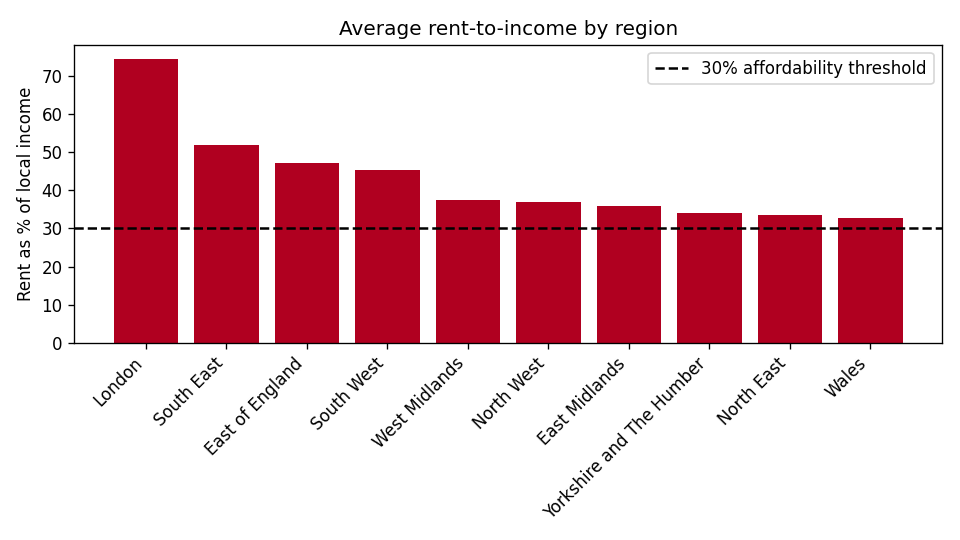 Average rent-to-income by region
30% affordability threshold
Rent as % of local income
70
60
50
40
30
20
10
0
London
South East
East of England
South West
West Midlands
North West
East Midlands
Yorkshire and The Humber
North East
Wales